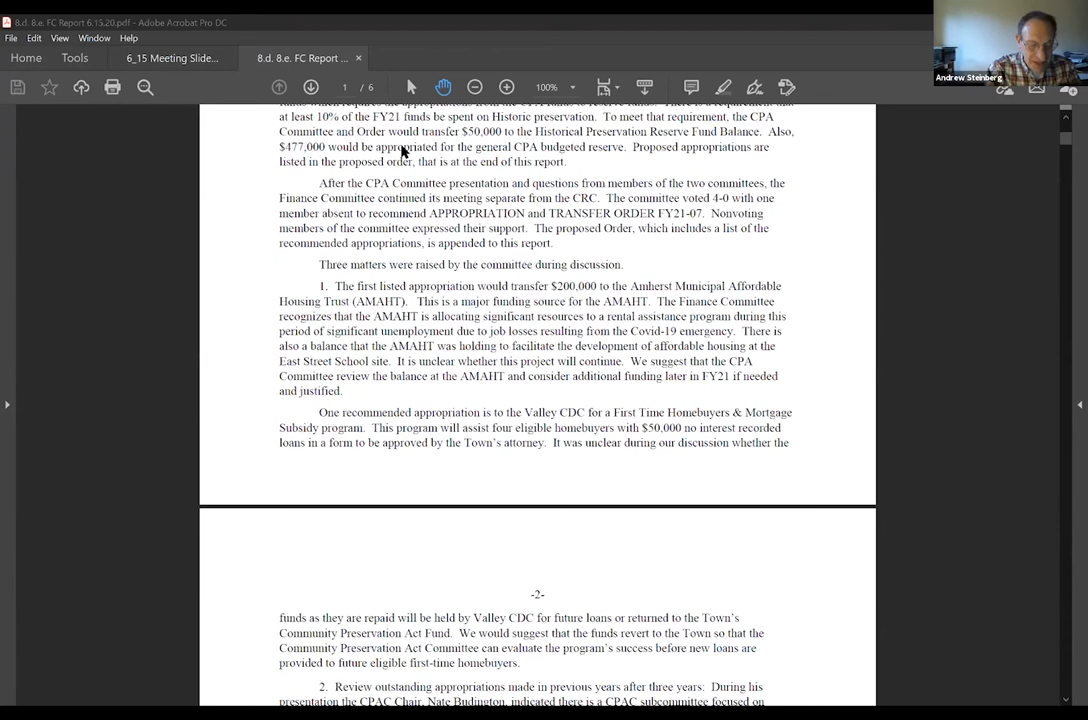 8.d. 8.e. FC Report 6.15.20.pdf - Adobe Acrobat Pro DC
File Edit View Window Help
Home Tools 6_15 Meeting Slide... 8.d. 8.e. FC Report ... ×
1 / 6 100%
Andrew Steinberg
at least 10% of the FY21 funds be spent on Historic preservation. To meet that requirement, the CPA
Committee and Order would transfer $50,000 to the Historical Preservation Reserve Fund Balance. Also,
$477,000 would be appropriated for the general CPA budgeted reserve. Proposed appropriations are
listed in the proposed order, that is at the end of this report.
After the CPA Committee presentation and questions from members of the two committees, the
Finance Committee continued its meeting separate from the CRC. The committee voted 4-0 with one
member absent to recommend APPROPRIATION and TRANSFER ORDER FY21-07. Nonvoting
members of the committee expressed their support. The proposed Order, which includes a list of the
recommended appropriations, is appended to this report.
Three matters were raised by the committee during discussion.
1. The first listed appropriation would transfer $200,000 to the Amherst Municipal Affordable
Housing Trust (AMAHT). This is a major funding source for the AMAHT. The Finance Committee
recognizes that the AMAHT is allocating significant resources to a rental assistance program during this
period of significant unemployment due to job losses resulting from the Covid-19 emergency. There is
also a balance that the AMAHT was holding to facilitate the development of affordable housing at the
East Street School site. It is unclear whether this project will continue. We suggest that the CPA
Committee review the balance at the AMAHT and consider additional funding later in FY21 if needed
and justified.
One recommended appropriation is to the Valley CDC for a First Time Homebuyers & Mortgage
Subsidy program. This program will assist four eligible homebuyers with $50,000 no interest recorded
loans in a form to be approved by the Town's attorney. It was unclear during our discussion whether the
-2-
funds as they are repaid will be held by Valley CDC for future loans or returned to the Town's
Community Preservation Act Fund. We would suggest that the funds revert to the Town so that the
Community Preservation Act Committee can evaluate the program's success before new loans are
provided to future eligible first-time homebuyers.
2. Review outstanding appropriations made in previous years after three years: During his
presentation the CPAC Chair, Nate Budington, indicated there is a CPAC subcommittee focused on